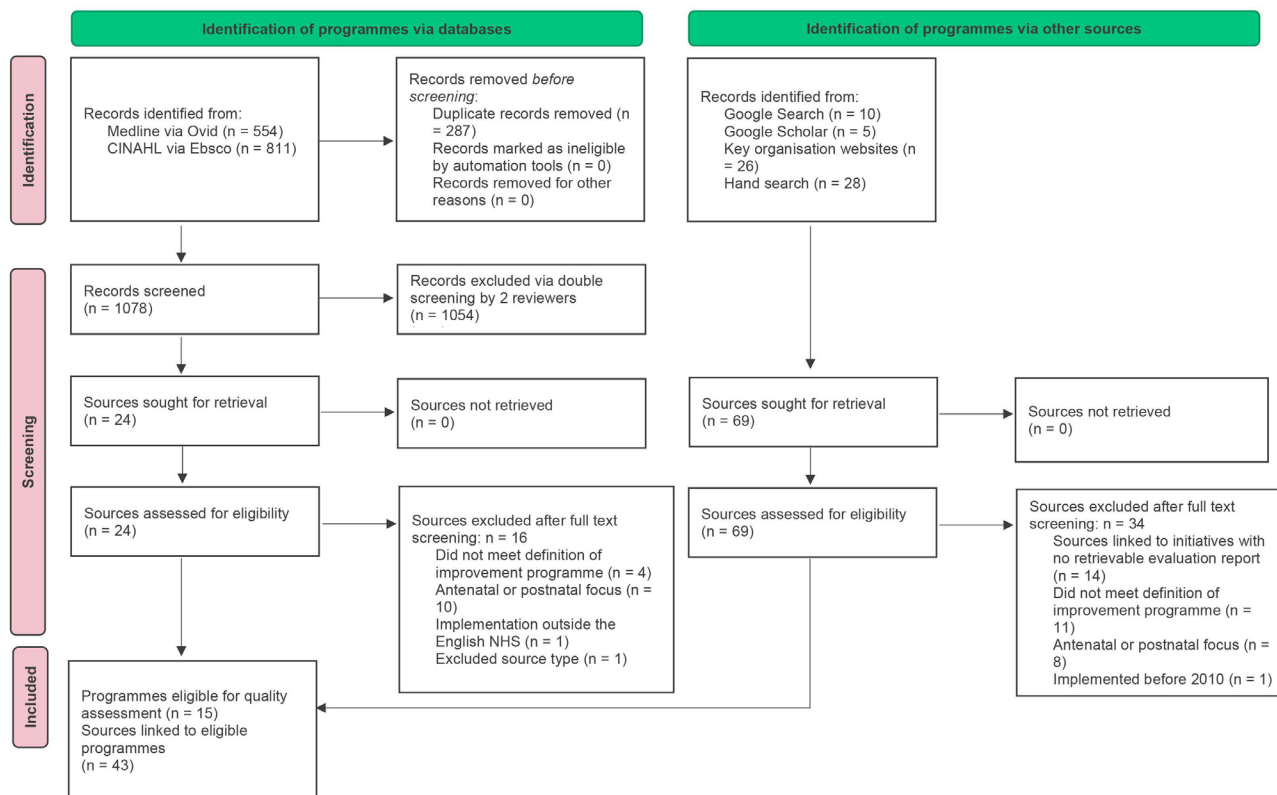 Identification of programmes via databases
Identification of programmes via other sources
Identification
Records identified from:
Medline via Ovid (n = 554)
CINAHL via Ebsco (n = 811)
Records removed before
screening:
Duplicate records removed (n
= 287)
Records marked as ineligible
by automation tools (n = 0)
Records removed for other
reasons (n = 0)
Records identified from:
Google Search (n = 10)
Google Scholar (n = 5)
Key organisation websites (n
= 26)
Hand search (n = 28)
Screening
Records screened
(n = 1078)
Records excluded via double
screening by 2 reviewers
(n = 1054)
Sources sought for retrieval
(n = 24)
Sources not retrieved
(n = 0)
Sources sought for retrieval
(n = 69)
Sources not retrieved
(n = 0)
Sources assessed for eligibility
(n = 24)
Sources excluded after full text
screening: n = 16
Did not meet definition of
improvement programme (n = 4)
Antenatal or postnatal focus (n =
10)
Implementation outside the
English NHS (n = 1)
Excluded source type (n = 1)
Sources assessed for eligibility
(n = 69)
Sources excluded after full text
screening: n = 34
Sources linked to initiatives with
no retrievable evaluation report
(n = 14)
Did not meet definition of
improvement programme (n =
11)
Antenatal or postnatal focus (n =
8)
Implemented before 2010 (n = 1)
Included
Programmes eligible for quality
assessment (n = 15)
Sources linked to eligible
programmes
(n = 43)